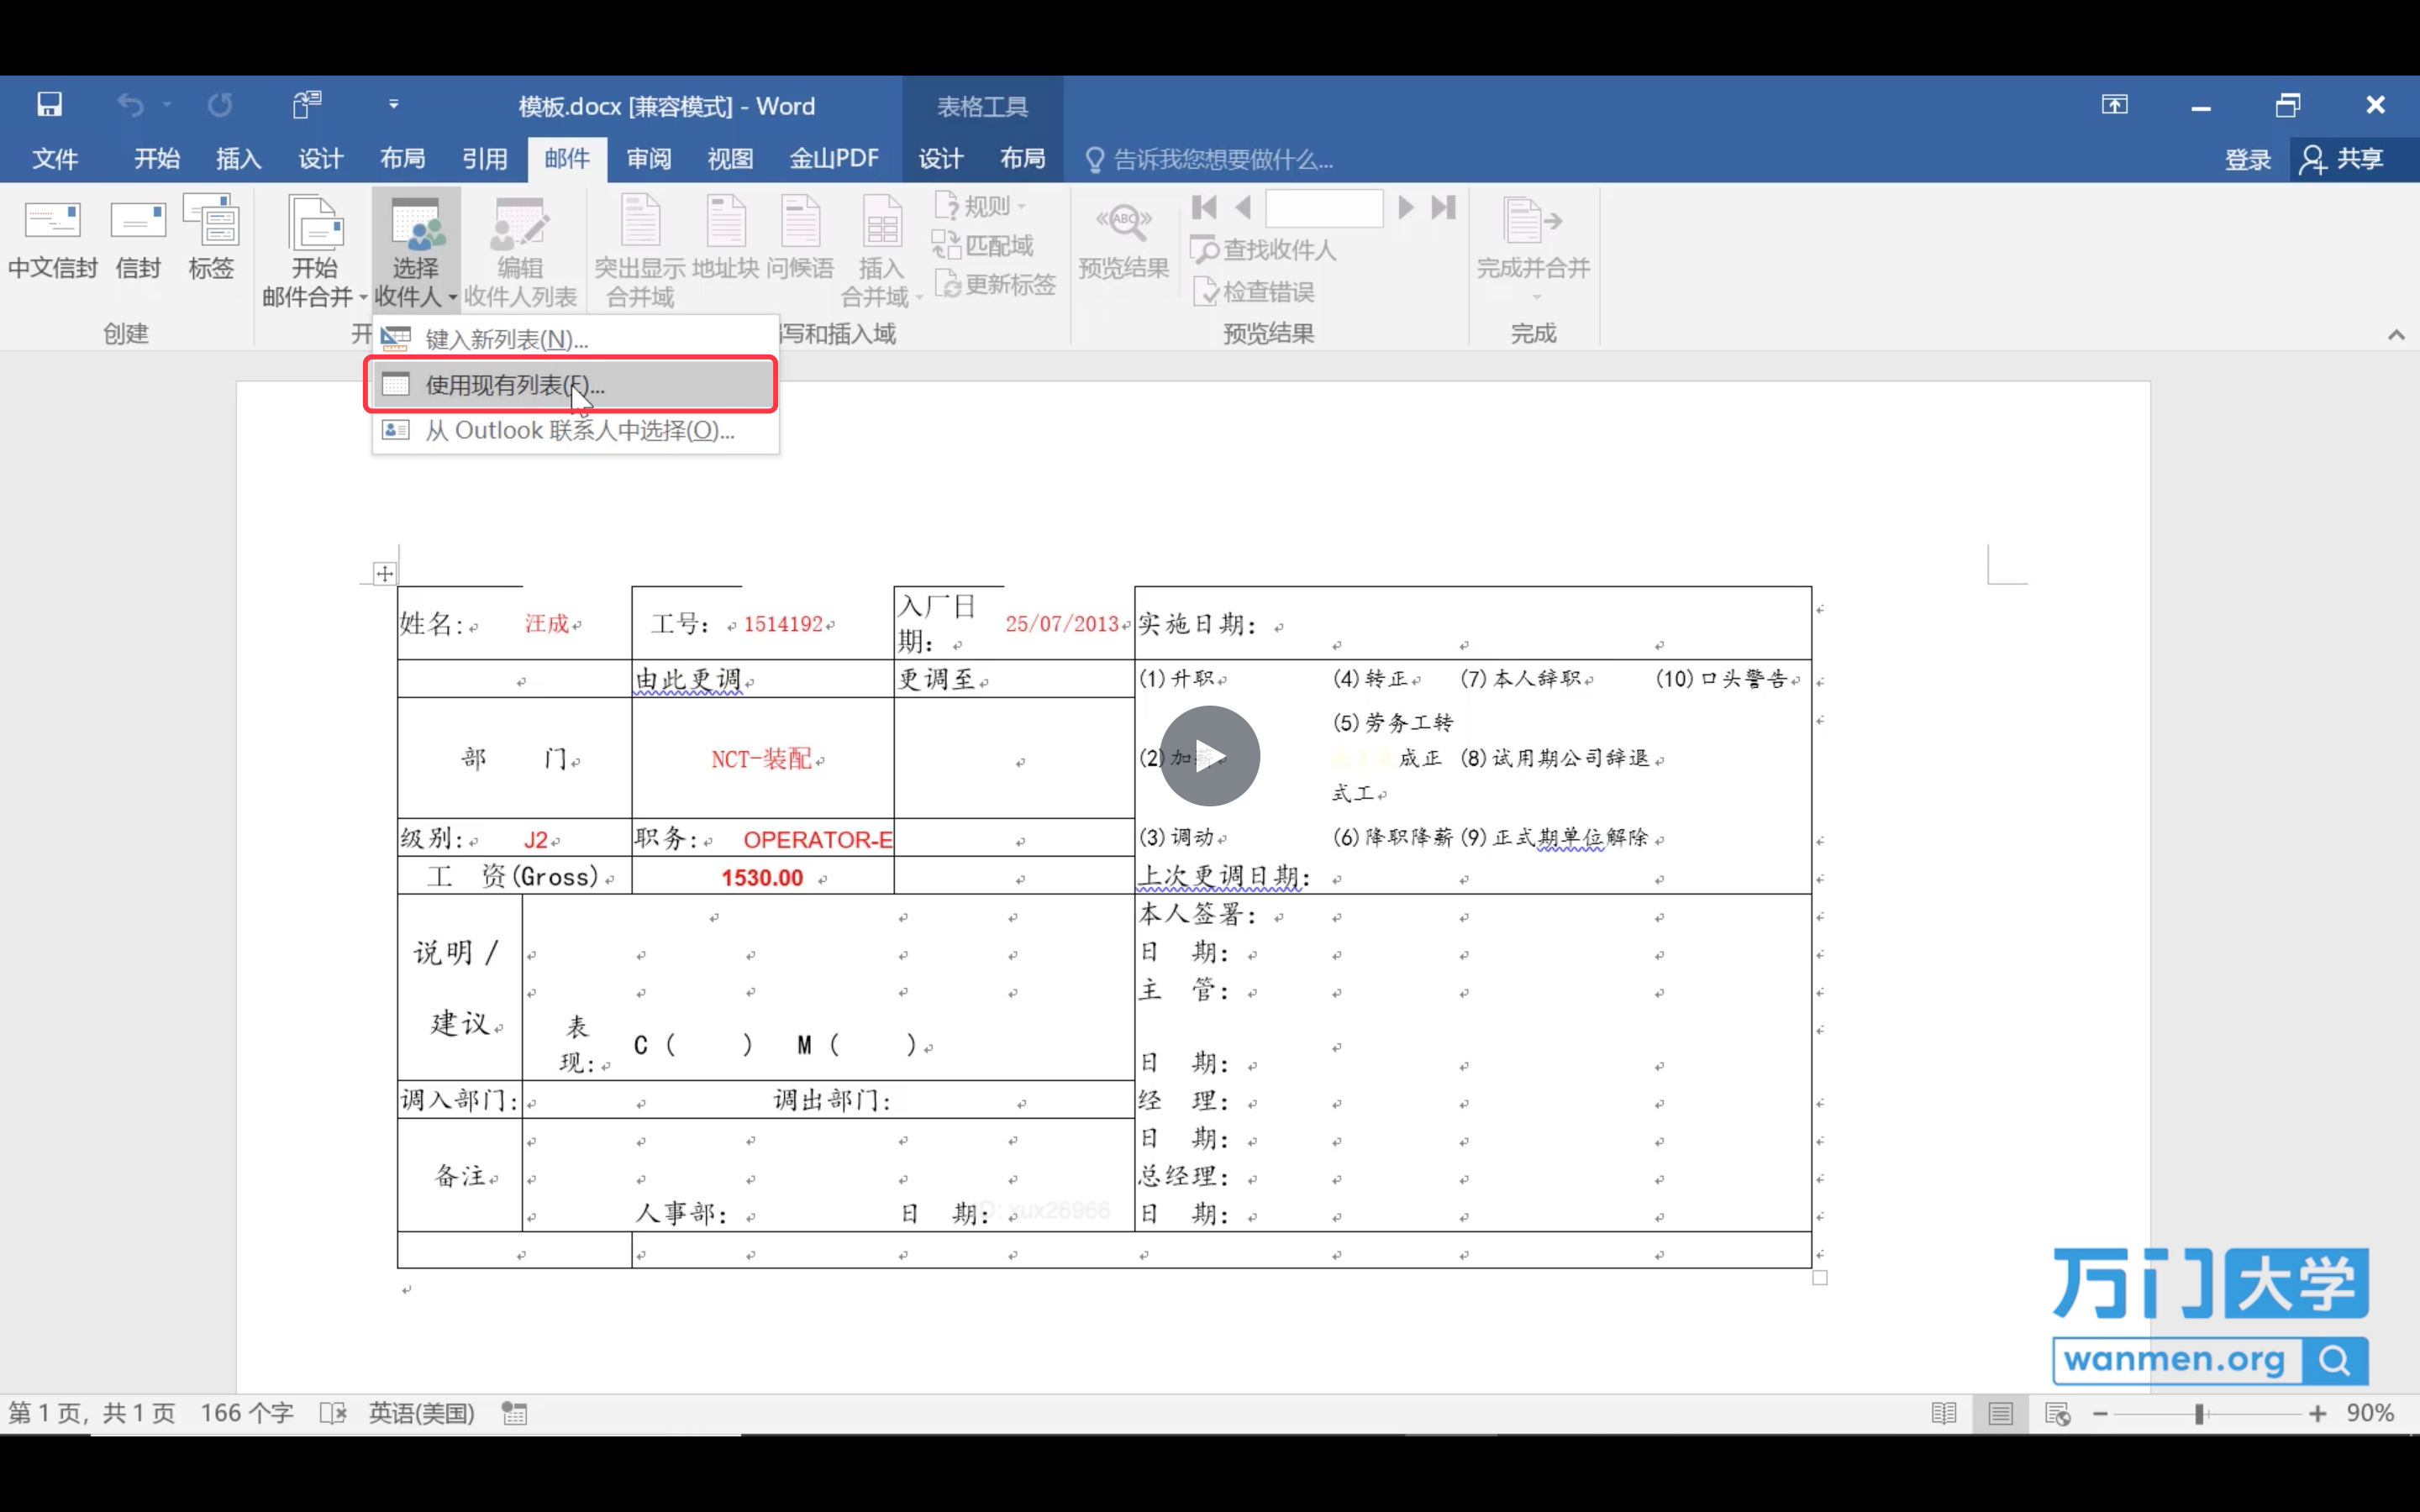 模板.docx [兼容模式] - Word
表格工具
文件 开始 插入 设计 布局 引用 邮件 审阅 视图 金山PDF 设计 布局 告诉我您想要做什么... 登录 共享
中文信封 信封 标签 开始 选择 编辑 突出显示 地址块 问候语 插入 规则 预览结果 查找收件人 完成并合并
邮件合并 收件人 收件人列表 合并域 合并域 匹配域 更新标签 检查错误
创建 开 写和插入域 预览结果 完成
键入新列表(N)...
使用现有列表(E)...
从 Outlook 联系人中选择(O)...
姓名: 汪成 工号: 1514192 入厂日期: 25/07/2013 实施日期:
由此更调 更调至 (1)升职 (4)转正 (7)本人辞职 (10)口头警告
(5)劳务工转
部 门 NCT-装配 (2)加薪 成正 (8)试用期公司辞退
式工
级别: J2 职务: OPERATOR-E (3)调动 (6)降职降薪 (9)正式期单位解除
工 资(Gross) 1530.00 上次更调日期:
本人签署:
说明 / 日 期:
主 管:
建议 表
现: C ( ) M ( ) 日 期:
调入部门: 调出部门: 经 理:
日 期:
备注 总经理:
人事部: 日 期: ID: xux26966 日 期:
万门大学
wanmen.org
第 1 页, 共 1 页 166 个字 英语(美国) 90%